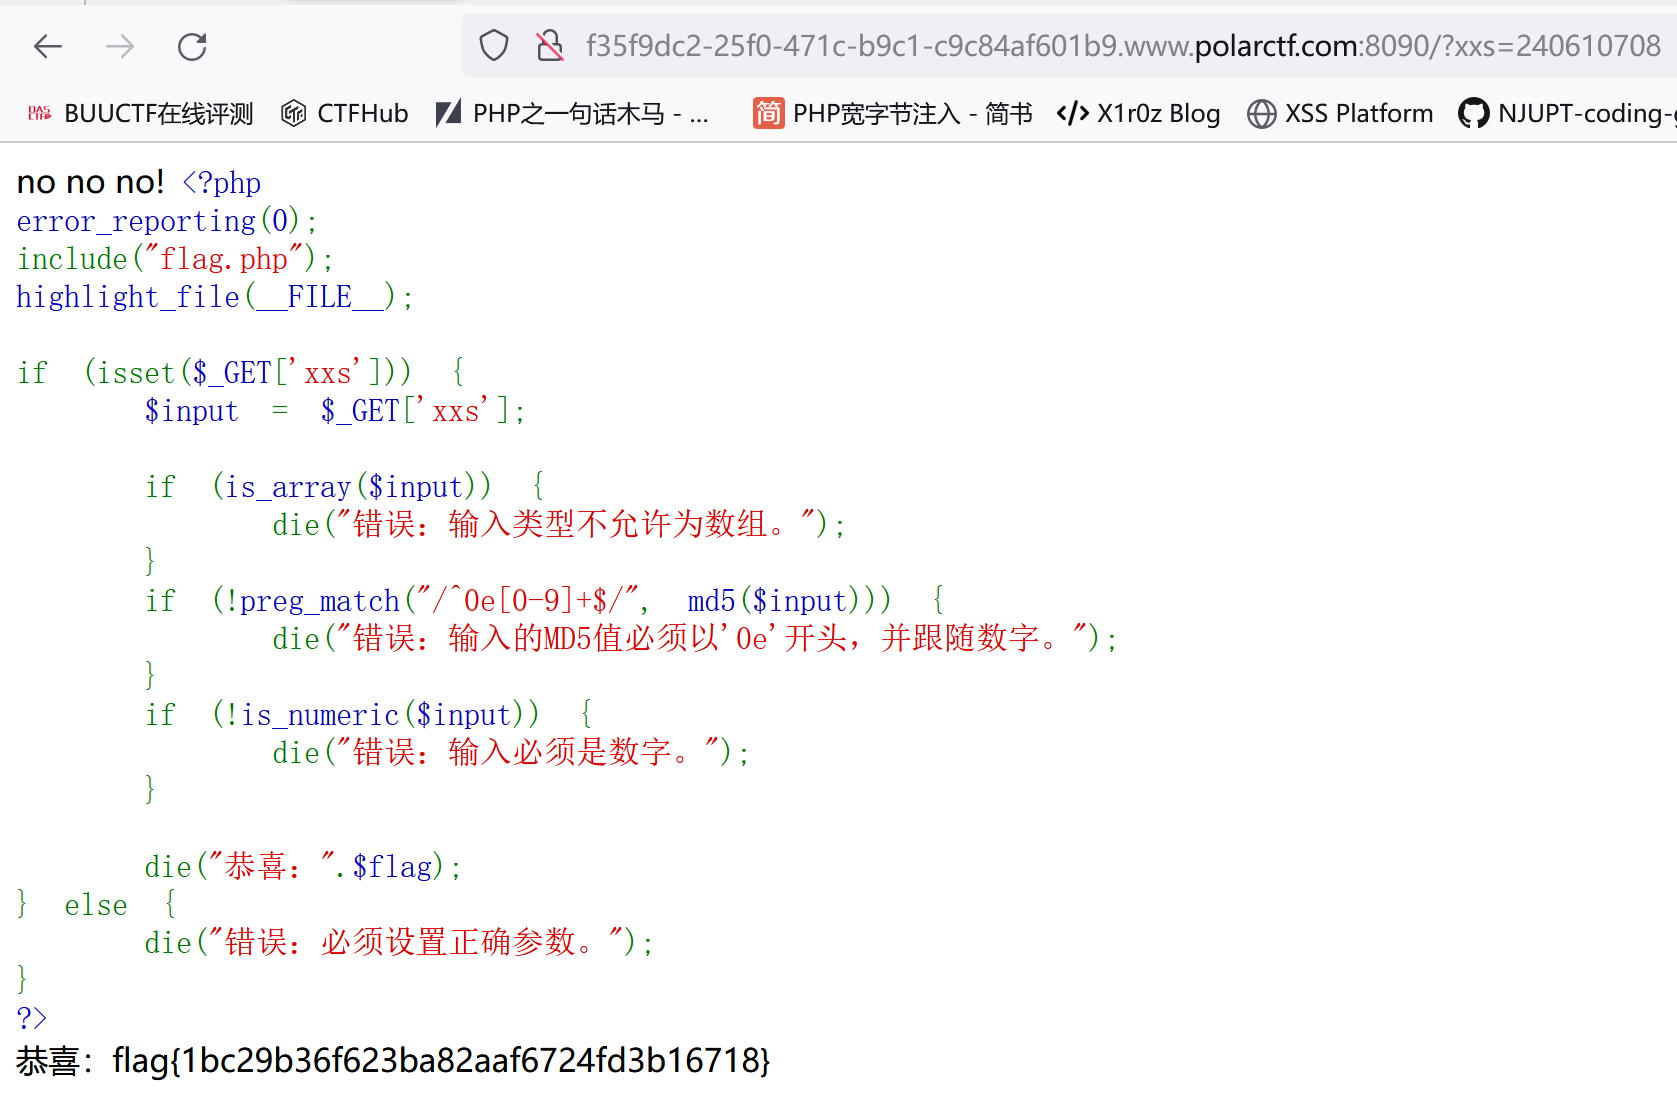 f35f9dc2-25f0-471c-b9c1-c9c84af601b9.www.polarctf.com:8090/?xxs=240610708
BUUCTF在线评测 CTFHub PHP之一句话木马 - ... 简 PHP宽字节注入 - 简书 </> X1r0z Blog XSS Platform NJUPT-coding-
no no no! <?php
error_reporting(0);
include("flag.php");
highlight_file(__FILE__);
if (isset($_GET['xxs'])) {
$input = $_GET['xxs'];
if (is_array($input)) {
die("错误：输入类型不允许为数组。");
}
if (!preg_match("/^0e[0-9]+$/", md5($input))) {
die("错误：输入的MD5值必须以'0e'开头，并跟随数字。");
}
if (!is_numeric($input)) {
die("错误：输入必须是数字。");
}
die("恭喜：".$flag);
} else {
die("错误：必须设置正确参数。");
}
?>
恭喜：flag{1bc29b36f623ba82aaf6724fd3b16718}